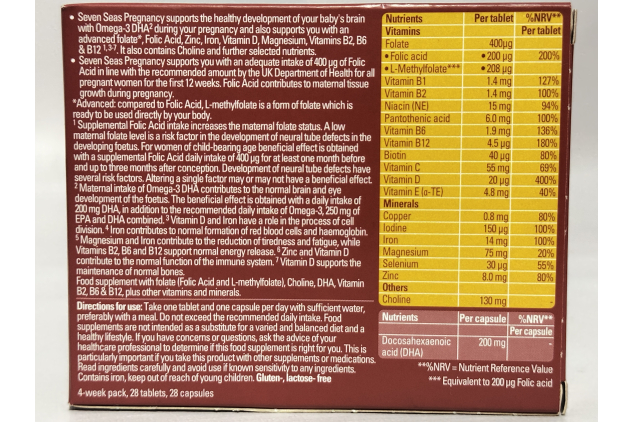 • Seven Seas Pregnancy supports the healthy development of your baby's brain
with Omega-3 DHA² during your pregnancy and also supports you with an
advanced folate*, Folic Acid, Zinc, Iron, Vitamin D, Magnesium, Vitamins B2, B6
& B12 ¹,³⁻⁷. It also contains Choline and further selected nutrients.
• Seven Seas Pregnancy supports you with an adequate intake of 400 µg of Folic
Acid in line with the recommended amount by the UK Department of Health for all
pregnant women for the first 12 weeks. Folic Acid contributes to maternal tissue
growth during pregnancy.
*Advanced: compared to Folic Acid, L-methylfolate is a form of folate which is
ready to be used directly by your body.
¹ Supplemental Folic Acid intake increases the maternal folate status. A low
maternal folate level is a risk factor in the development of neural tube defects in the
developing foetus. For women of child-bearing age beneficial effect is obtained
with a supplemental Folic Acid daily intake of 400 µg for at least one month before
and up to three months after conception. Development of neural tube defects have
several risk factors. Altering a single factor may or may not have a beneficial effect.
² Maternal intake of Omega-3 DHA contributes to the normal brain and eye
development of the foetus. The beneficial effect is obtained with a daily intake of
200 mg DHA, in addition to the recommended daily intake of Omega-3, 250 mg of
EPA and DHA combined. ³ Vitamin D and Iron have a role in the process of cell
division. ⁴ Iron contributes to normal formation of red blood cells and haemoglobin.
⁵ Magnesium and Iron contribute to the reduction of tiredness and fatigue, while
Vitamins B2, B6 and B12 support normal energy release. ⁶ Zinc and Vitamin D
contribute to the normal function of the immune system. ⁷ Vitamin D supports the
maintenance of normal bones.
Food supplement with folate (Folic Acid and L-methylfolate), Choline, DHA, Vitamin
B2, B6 & B12, plus other vitamins and minerals.
Directions for use: Take one tablet and one capsule per day with sufficient water,
preferably with a meal. Do not exceed the recommended daily intake. Food
supplements are not intended as a substitute for a varied and balanced diet and a
healthy lifestyle. If you have concerns or questions, ask the advice of your
healthcare professional to determine if this food supplement is right for you. This is
particularly important if you take this product with other supplements or medications.
Read ingredients carefully and avoid use if known sensitivity to any ingredients.
Contains iron, keep out of reach of young children. Gluten-, lactose- free
4-week pack, 28 tablets, 28 capsules
Nutrients Per tablet %NRV**
Vitamins Per tablet
Folate 400µg
• Folic acid • 200 µg 200%
• L-Methylfolate*** • 208 µg
Vitamin B1 1.4 mg 127%
Vitamin B2 1.4 mg 100%
Niacin (NE) 15 mg 94%
Pantothenic acid 6.0 mg 100%
Vitamin B6 1.9 mg 136%
Vitamin B12 4.5 µg 180%
Biotin 40 µg 80%
Vitamin C 55 mg 69%
Vitamin D 20 µg 400%
Vitamin E (α-TE) 4.8 mg 40%
Minerals
Copper 0.8 mg 80%
Iodine 150 µg 100%
Iron 14 mg 100%
Magnesium 75 mg 20%
Selenium 30 µg 55%
Zinc 8.0 mg 80%
Others
Choline 130 mg -
Nutrients Per capsule %NRV**
Per capsule
Docosahexaenoic 200 mg -
acid (DHA)
**%NRV = Nutrient Reference Value
*** Equivalent to 200 µg Folic acid